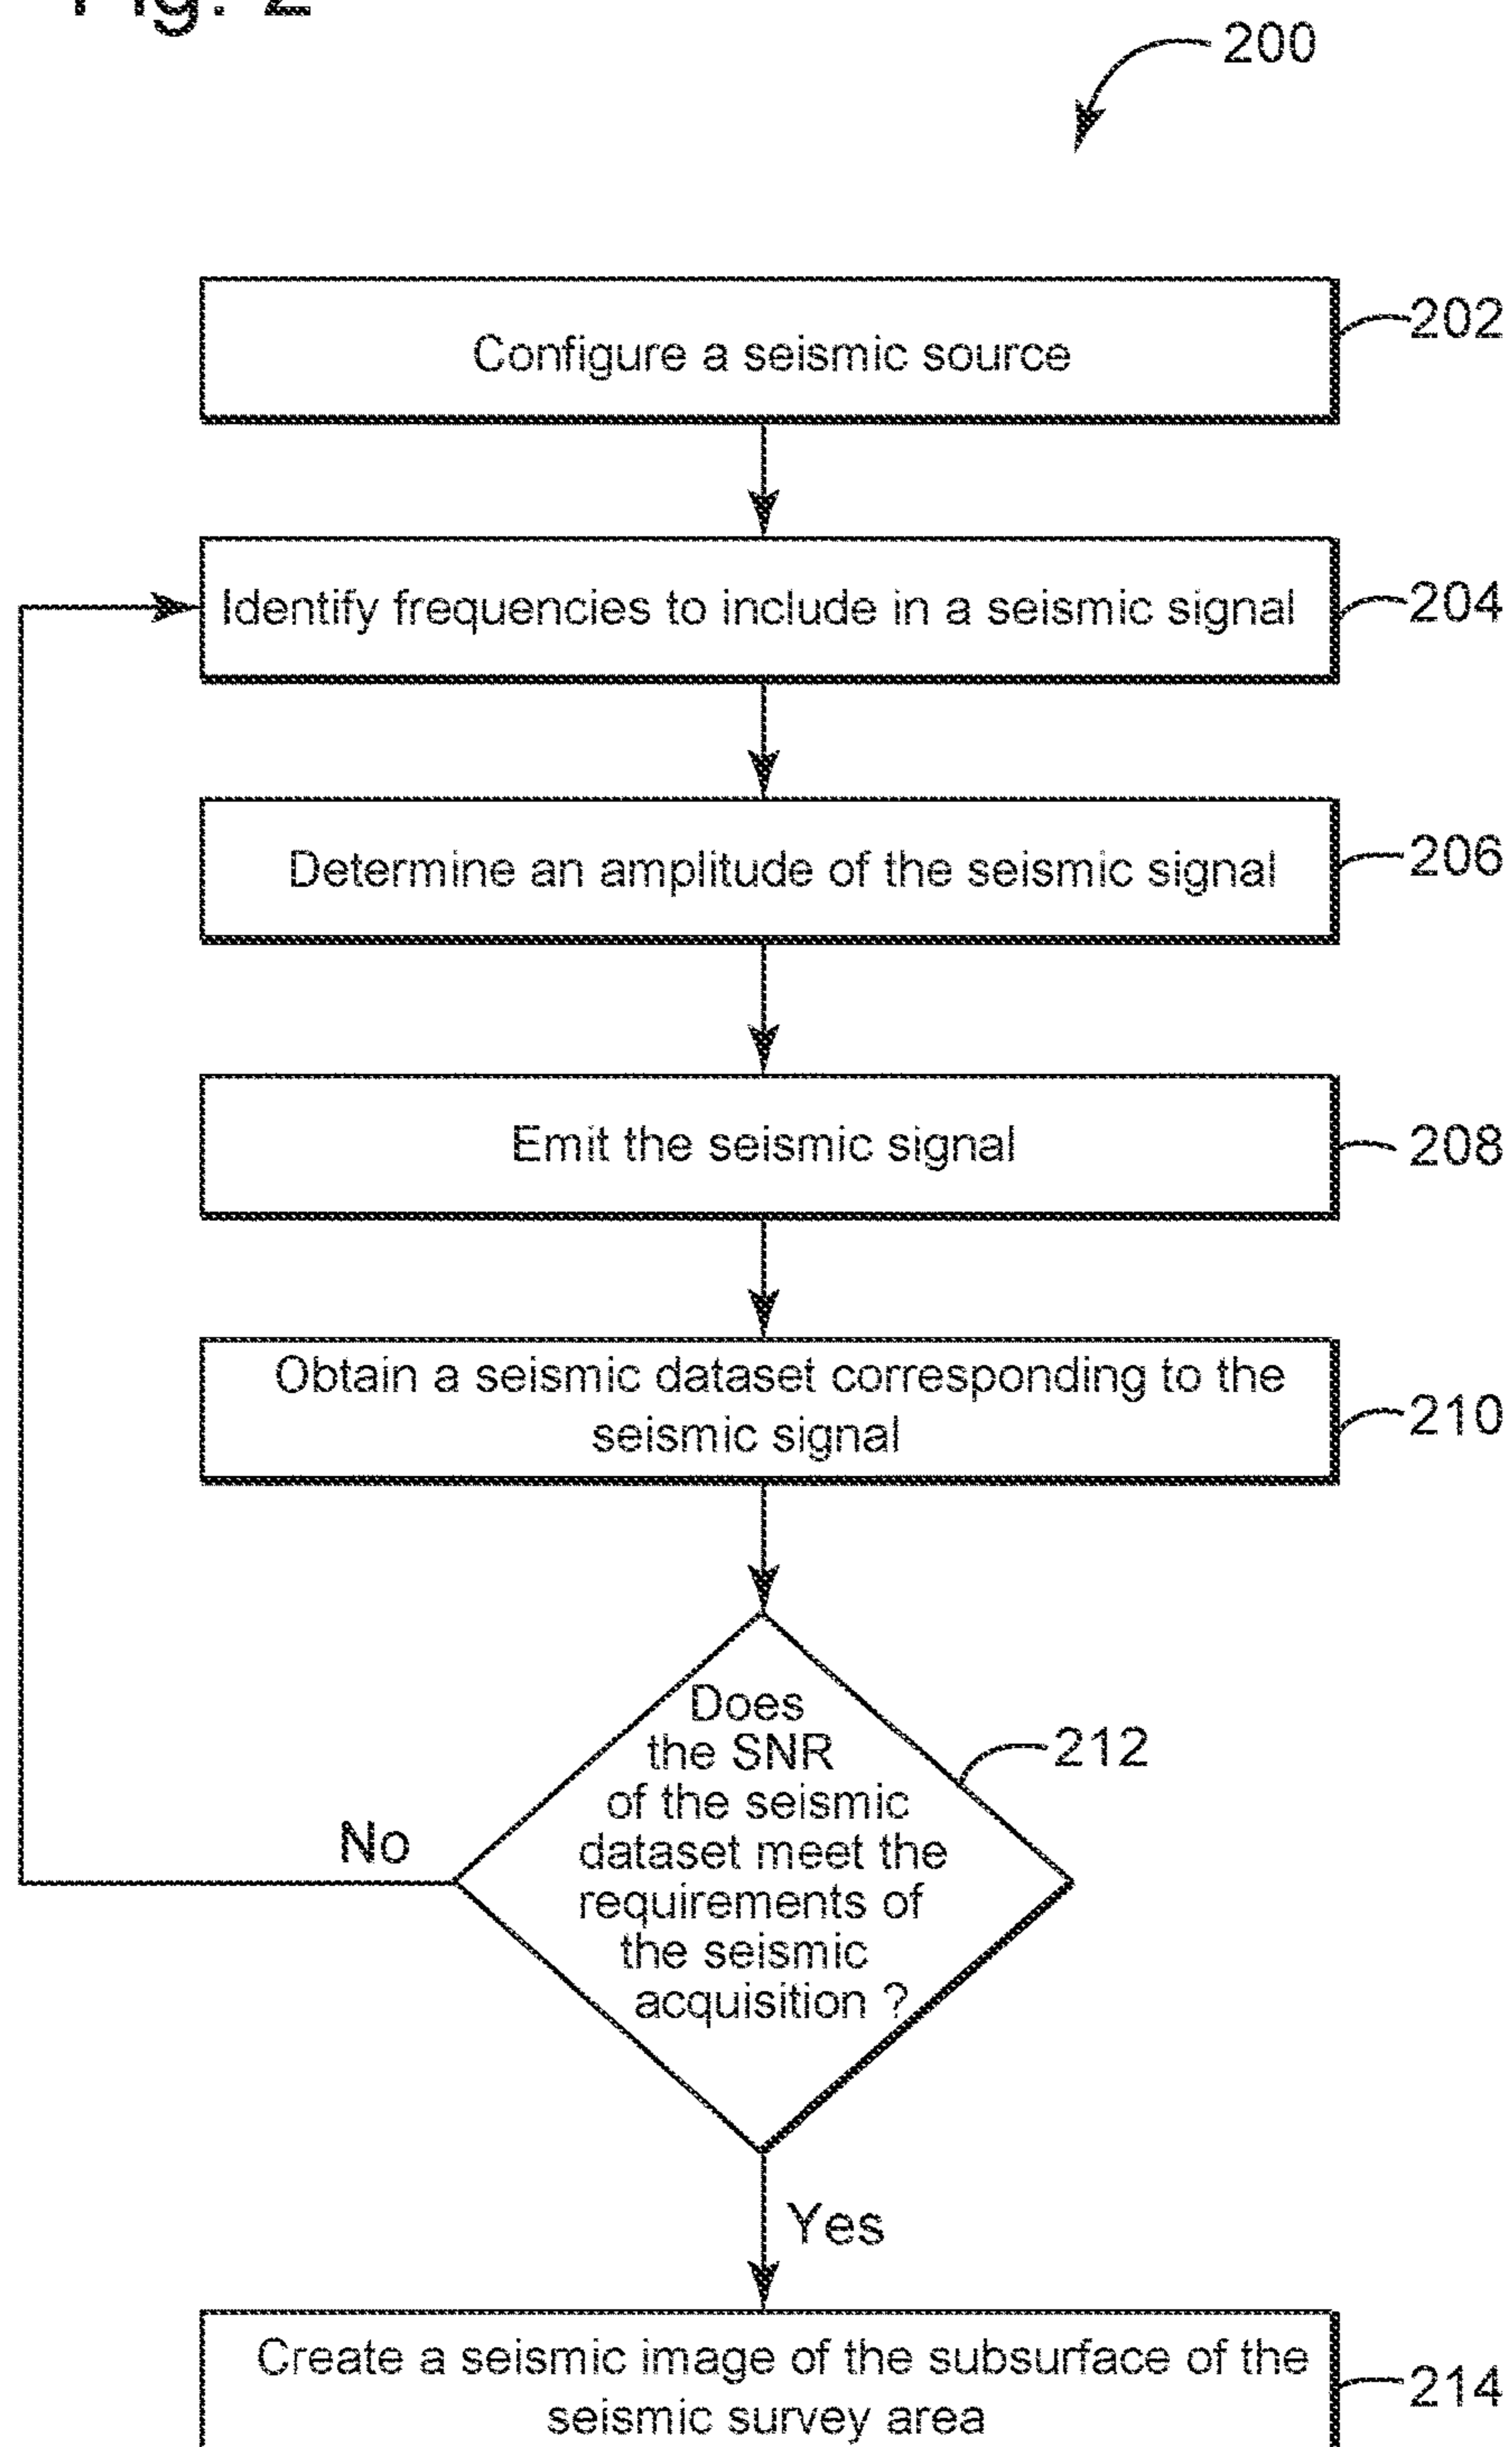 Fig. 2
200
Configure a seismic source
202
Identify frequencies to include in a seismic signal
204
Determine an amplitude of the seismic signal
206
Emit the seismic signal
208
Obtain a seismic dataset corresponding to the
seismic signal
210
Does
the SNR
of the seismic
dataset meet the
requirements of
the seismic
acquisition ?
212
No
Yes
Create a seismic image of the subsurface of the
seismic survey area
214